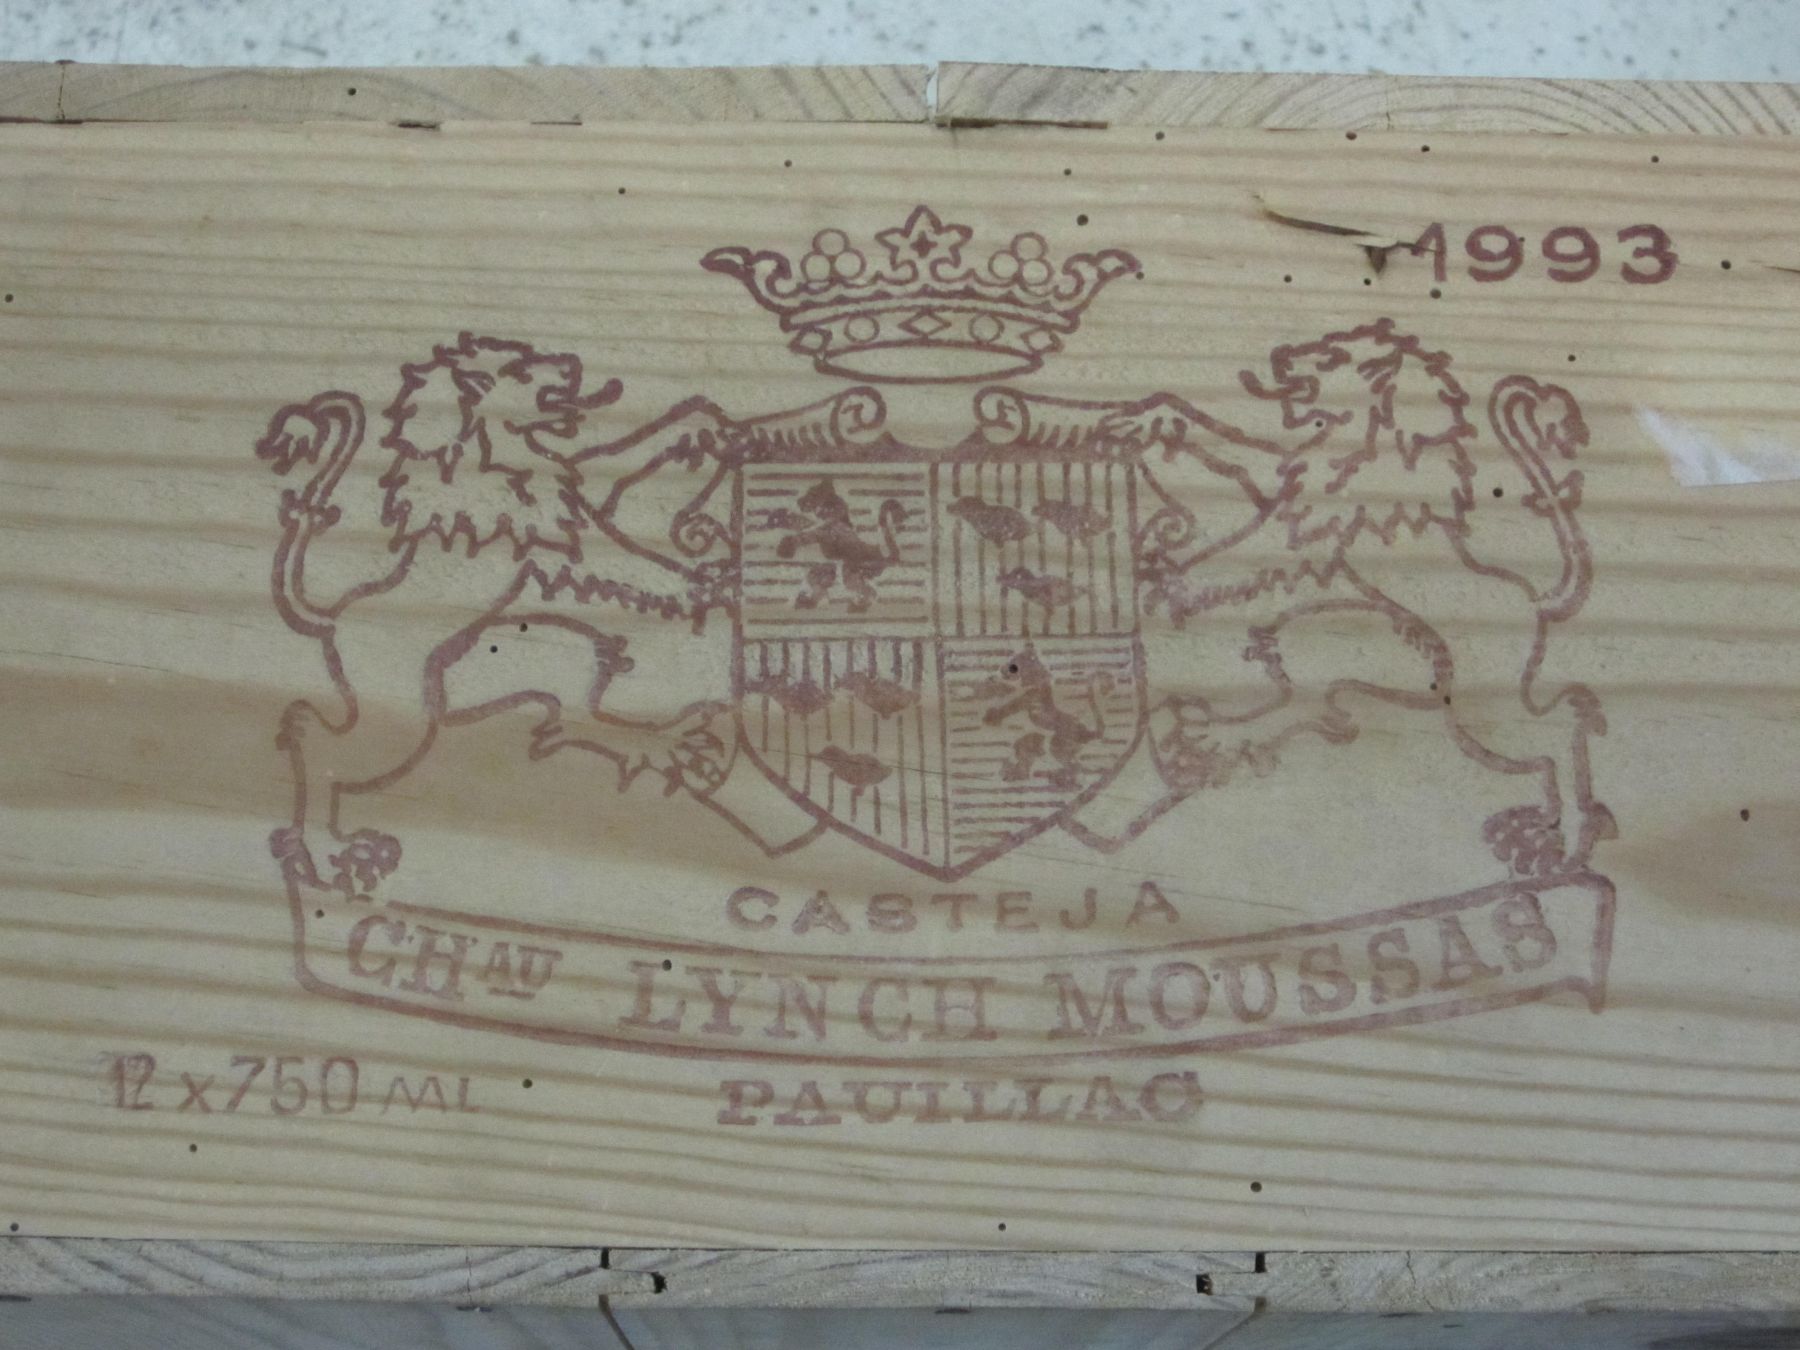 1993
CASTEJA
CHAU LYNCH MOUSSAS
12 x 750 ML
PAUILLAC